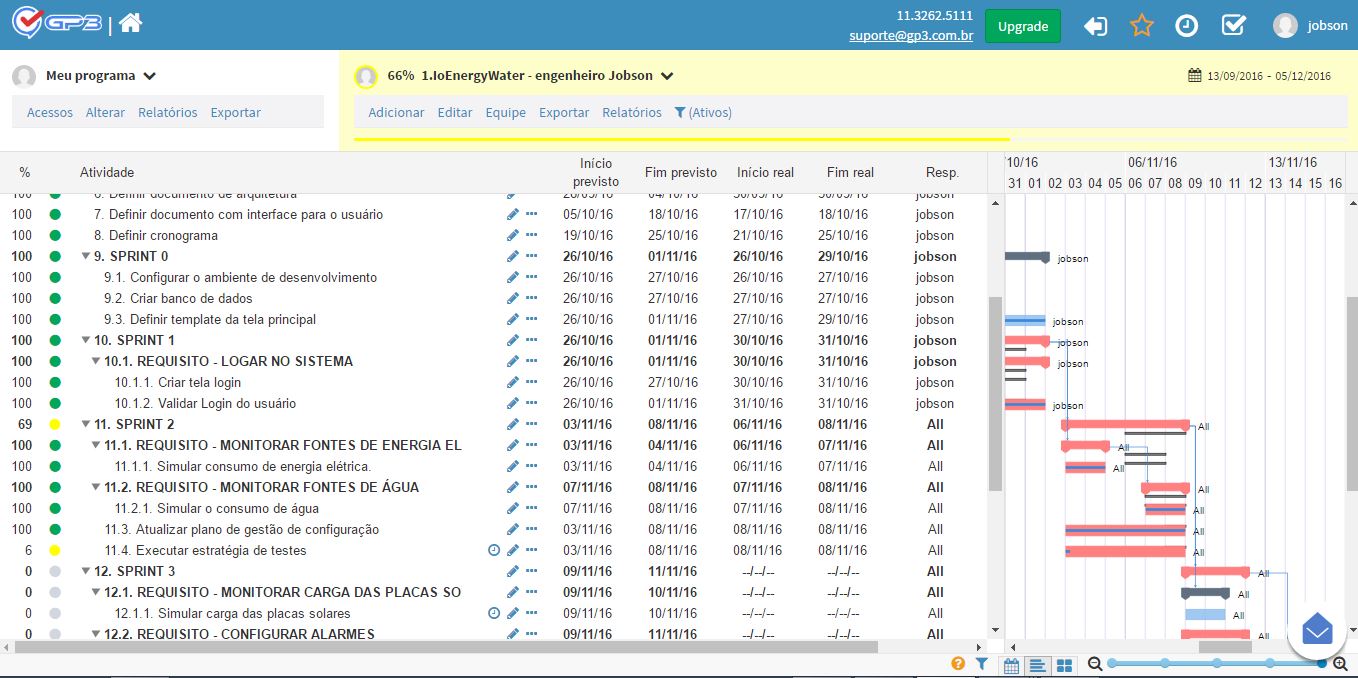 GP3 | 11.3262.5111 suporte@gp3.com.br Upgrade jobson
Meu programa
Acessos Alterar Relatórios Exportar
66% 1.IoEnergyWater - engenheiro Jobson 13/09/2016 - 05/12/2016
Adicionar Editar Equipe Exportar Relatórios (Ativos)
% Atividade Início previsto Fim previsto Início real Fim real Resp.
/10/16 06/11/16 13/11/16
31 01 02 03 04 05 06 07 08 09 10 11 12 13 14 15 16
100 6. Definir documento de arquitetura jobson
100 7. Definir documento com interface para o usuário ··· 05/10/16 18/10/16 17/10/16 18/10/16 jobson
100 8. Definir cronograma ··· 19/10/16 25/10/16 21/10/16 25/10/16 jobson
100 9. SPRINT 0 ··· 26/10/16 01/11/16 26/10/16 29/10/16 jobson jobson
100 9.1. Configurar o ambiente de desenvolvimento ··· 26/10/16 27/10/16 26/10/16 27/10/16 jobson
100 9.2. Criar banco de dados ··· 26/10/16 27/10/16 27/10/16 27/10/16 jobson
100 9.3. Definir template da tela principal ··· 26/10/16 01/11/16 27/10/16 29/10/16 jobson jobson
100 10. SPRINT 1 ··· 26/10/16 01/11/16 30/10/16 31/10/16 jobson jobson
100 10.1. REQUISITO - LOGAR NO SISTEMA ··· 26/10/16 01/11/16 30/10/16 31/10/16 jobson jobson
100 10.1.1. Criar tela login ··· 26/10/16 27/10/16 30/10/16 31/10/16 jobson
100 10.1.2. Validar Login do usuário ··· 26/10/16 01/11/16 31/10/16 31/10/16 jobson jobson
69 11. SPRINT 2 ··· 03/11/16 08/11/16 06/11/16 08/11/16 All All
100 11.1. REQUISITO - MONITORAR FONTES DE ENERGIA EL ··· 03/11/16 04/11/16 06/11/16 07/11/16 All All
100 11.1.1. Simular consumo de energia elétrica. ··· 03/11/16 04/11/16 06/11/16 07/11/16 All All
100 11.2. REQUISITO - MONITORAR FONTES DE ÁGUA ··· 07/11/16 08/11/16 07/11/16 08/11/16 All All
100 11.2.1. Simular o consumo de água ··· 07/11/16 08/11/16 07/11/16 08/11/16 All All
100 11.3. Atualizar plano de gestão de configuração ··· 03/11/16 08/11/16 08/11/16 08/11/16 All All
6 11.4. Executar estratégia de testes ··· 03/11/16 08/11/16 08/11/16 08/11/16 All All
0 12. SPRINT 3 ··· 09/11/16 11/11/16 --/--/-- --/--/-- All All
0 12.1. REQUISITO - MONITORAR CARGA DAS PLACAS SO ··· 09/11/16 10/11/16 --/--/-- --/--/-- All All
0 12.1.1. Simular carga das placas solares ··· 09/11/16 10/11/16 --/--/-- --/--/-- All All
0 12.2. REQUISITO - CONFIGURAR ALARMES ··· 09/11/16 11/11/16 --/--/-- --/--/-- All All